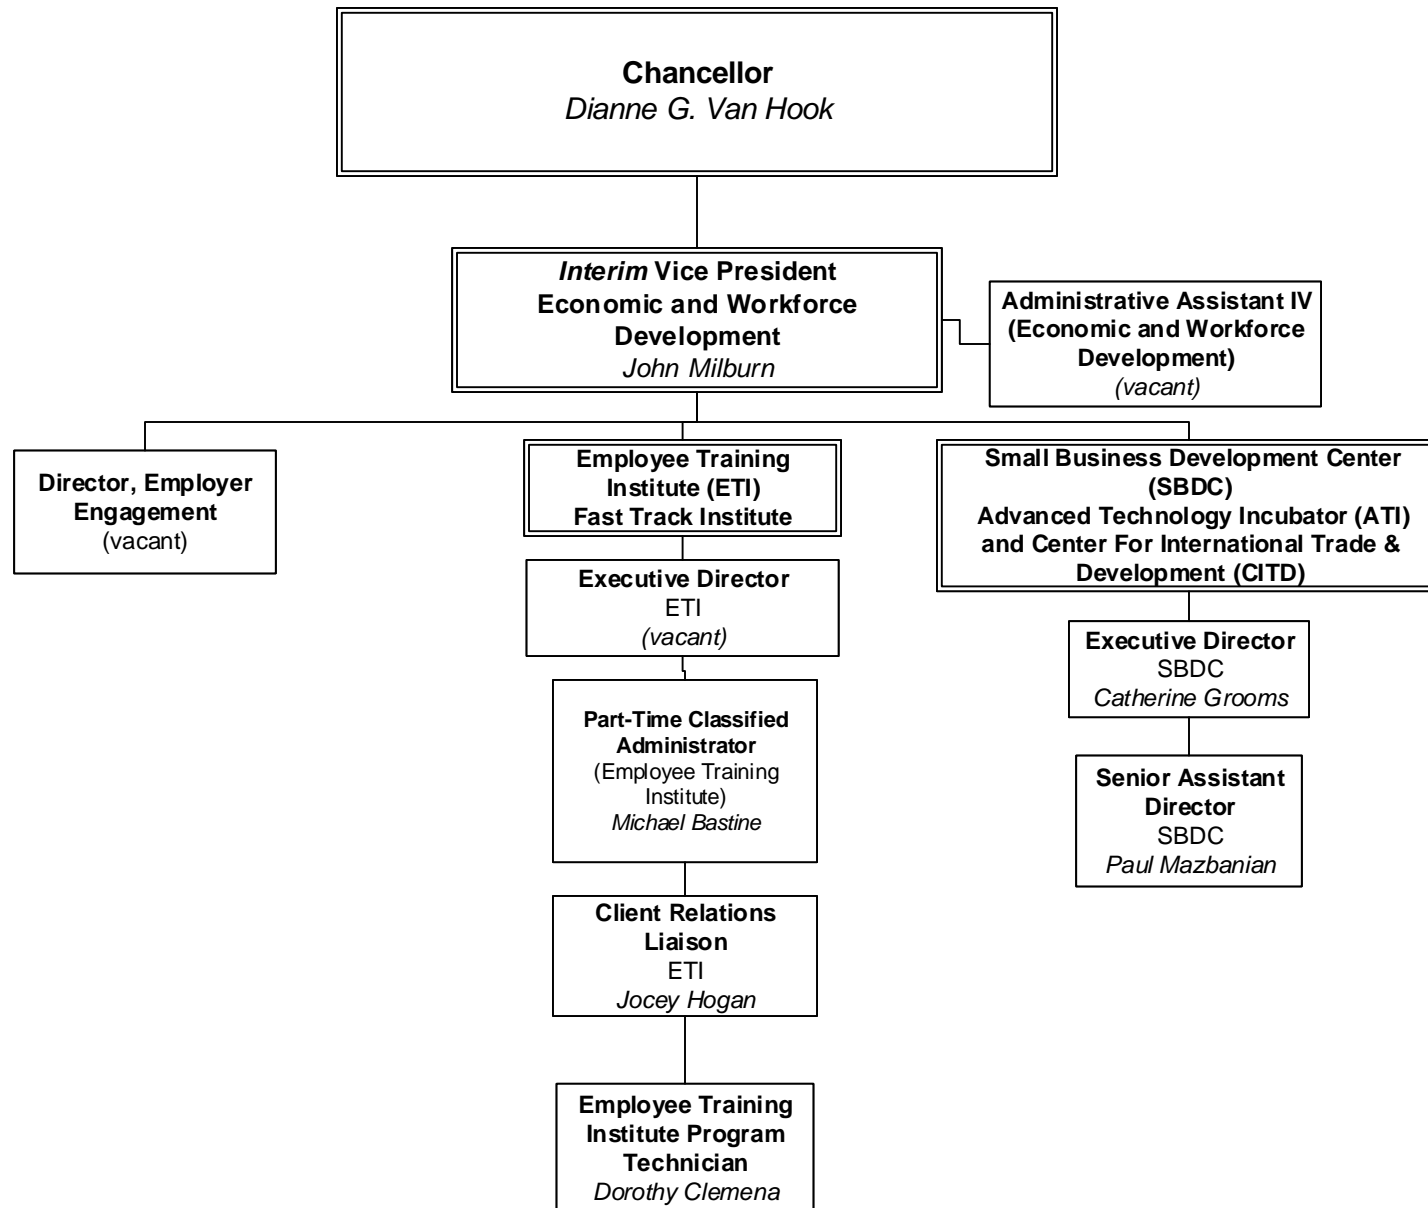 Chancellor
Dianne G. Van Hook
Interim Vice President
Economic and Workforce
Development
John Milburn
Administrative Assistant IV
(Economic and Workforce
Development)
(vacant)
Director, Employer
Engagement
(vacant)
Employee Training
Institute (ETI)
Fast Track Institute
Small Business Development Center
(SBDC)
Advanced Technology Incubator (ATI)
and Center For International Trade &
Development (CITD)
Executive Director
ETI
(vacant)
Executive Director
SBDC
Catherine Grooms
Part-Time Classified
Administrator
(Employee Training
Institute)
Michael Bastine
Senior Assistant
Director
SBDC
Paul Mazbanian
Client Relations
Liaison
ETI
Jocey Hogan
Employee Training
Institute Program
Technician
Dorothy Clemena